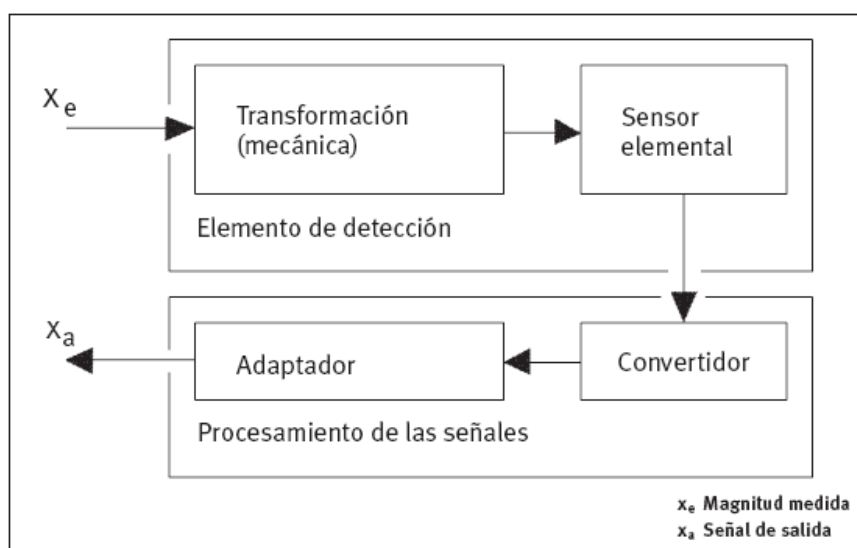 Xe
Transformación
(mecánica)
Sensor
elemental
Elemento de detección
Xa
Adaptador
Convertidor
Procesamiento de las señales
xe Magnitud medida
xa Señal de salida